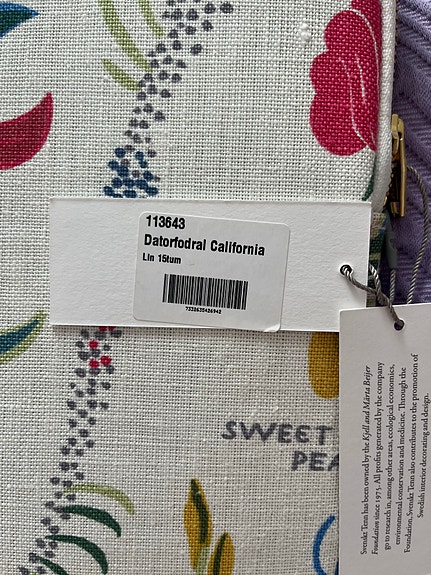 113643
Datorfodral California
Lin 15tum
7332635426942
SWEET
PEA
Svenskt Tenn has been owned by the Kjell and Märta Beijer
Foundation since 1975. All profits generated by the company
go to research in, among other areas, ecological economics,
environmental conservation and medicine. Through the
Foundation, Svenskt Tenn also contributes to the promotion of
Swedish interior decorating and design.